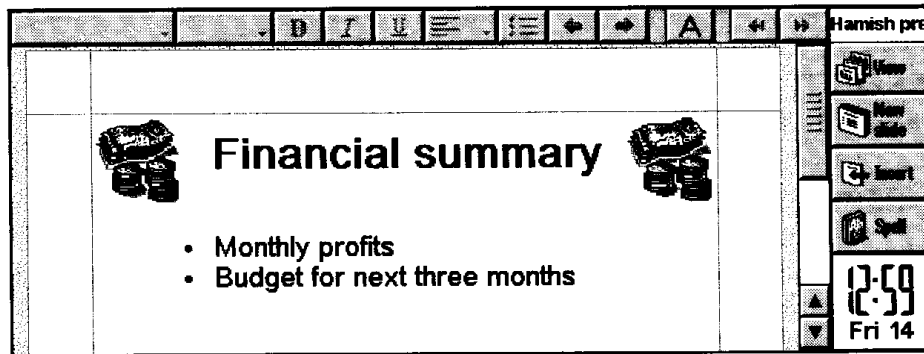 D I U A Hamish pre
View
New slide
Financial summary
Insert
• Monthly profits
• Budget for next three months
Spell
12:59
Fri 14